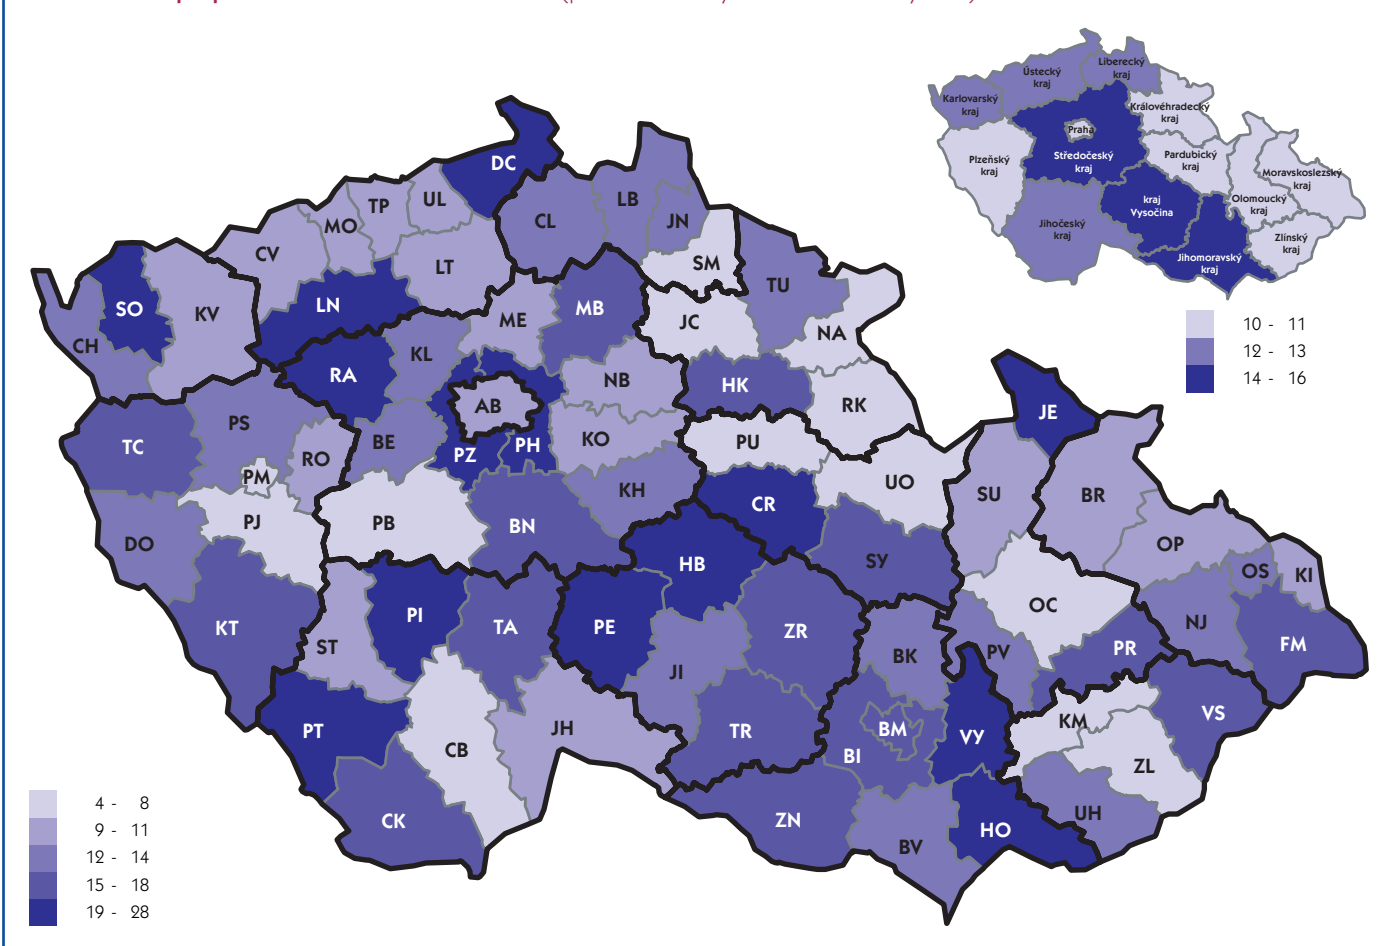 Ústecký
kraj
Liberecký
kraj
Karlovarský
kraj
Královéhradecký
kraj
Praha
Plzeňský
kraj
Středočeský
kraj
Pardubický
kraj
Moravskoslezský
kraj
Olomoucký
kraj
kraj
Vysočina
Jihočeský
kraj
Zlínský
kraj
Jihomoravský
kraj
10 - 11
12 - 13
14 - 16
DC
TP
UL
LB
CL
JN
MO
CV
LT
SM
TU
SO
KV
LN
ME
MB
JC
NA
CH
KL
RA
NB
HK
RK
AB
JE
PS
TC
BE
KO
PU
RO
PZ
PH
PM
KH
UO
SU
BR
CR
PJ
PB
BN
DO
OP
HB
SY
OS
KI
OC
PI
KT
TA
PE
ZR
NJ
FM
ST
PR
BK
PV
JI
PT
JH
TR
BM
VY
KM
VS
CB
BI
ZL
CK
ZN
HO
UH
BV
4 - 8
9 - 11
12 - 14
15 - 18
19 - 28